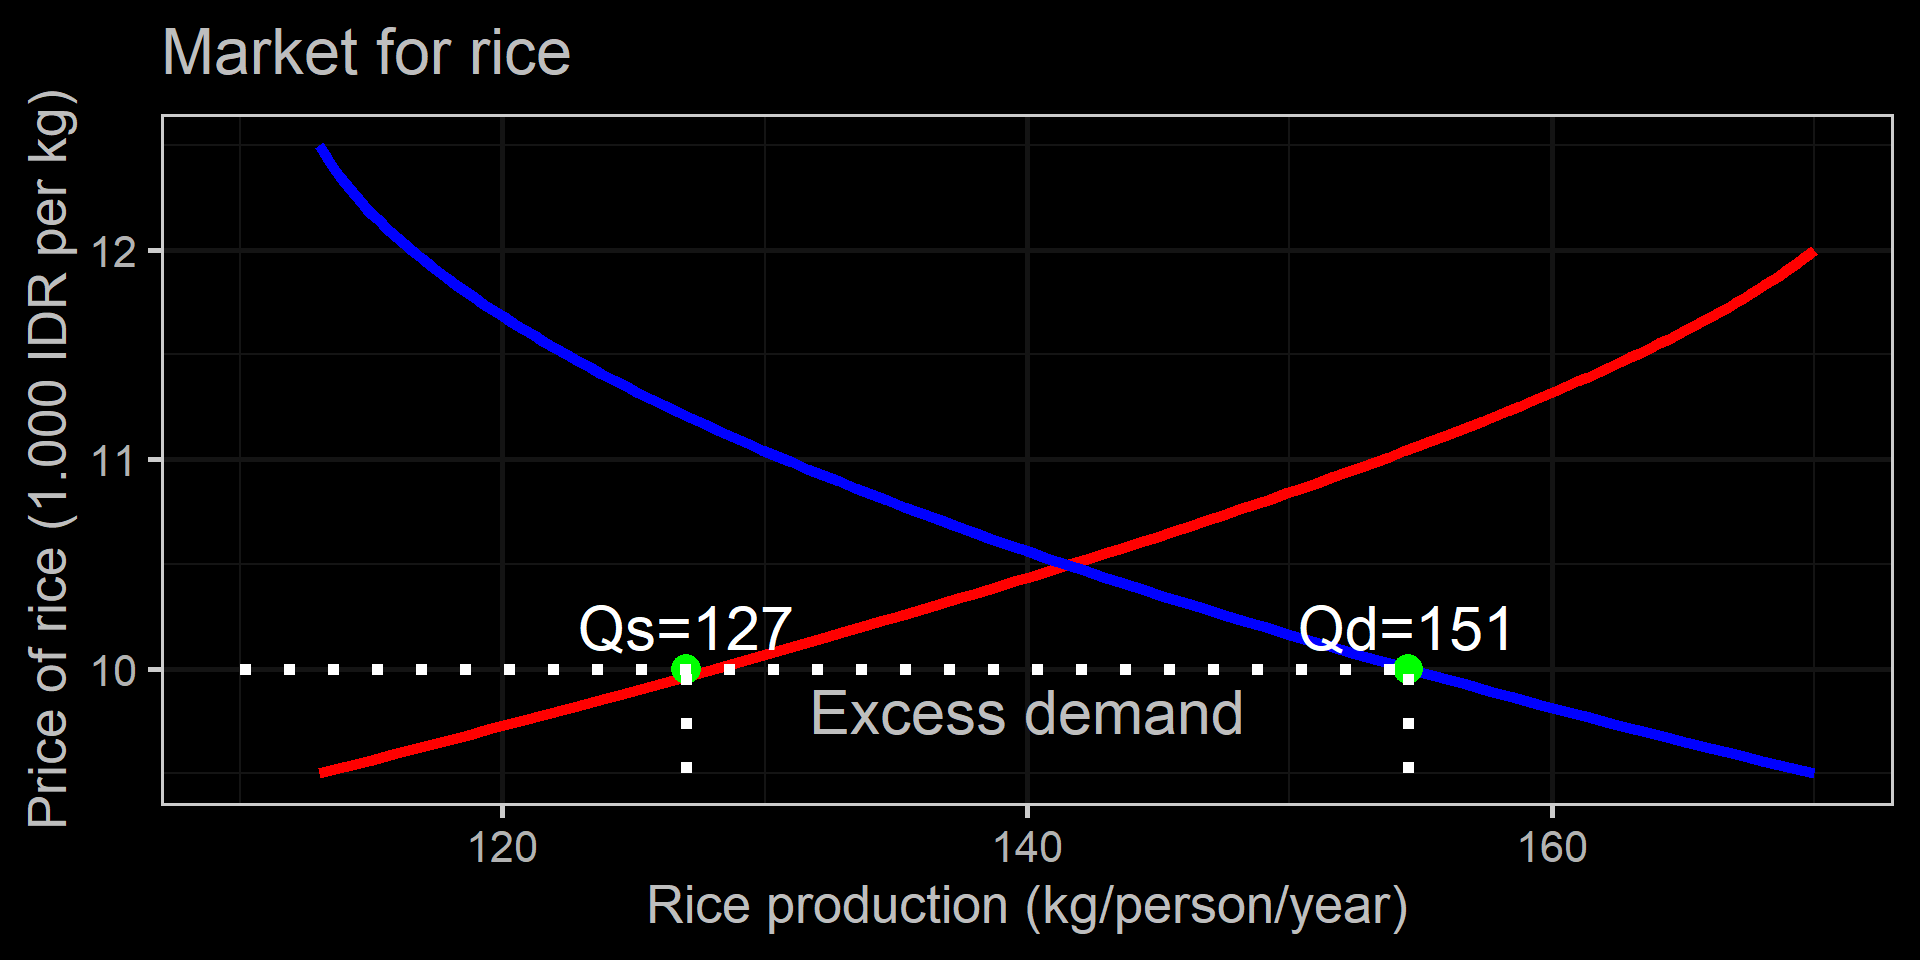 Market for rice
Price of rice (1.000 IDR per kg)
12
11
10
Qs=127
Qd=151
Excess demand
120
140
160
Rice production (kg/person/year)